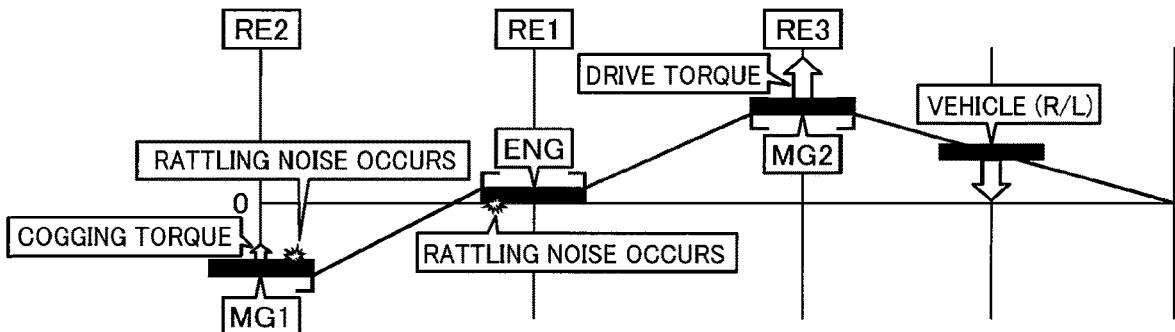 RE2
RE1
RE3
DRIVE TORQUE
VEHICLE (R/L)
RATTLING NOISE OCCURS
ENG
MG2
0
COGGING TORQUE
RATTLING NOISE OCCURS
MG1